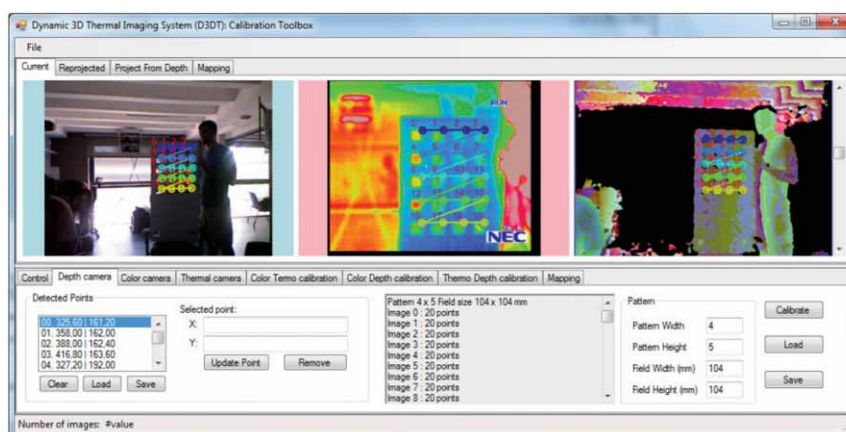 Dynamic 3D Thermal Imaging System (D3DT): Calibration Toolbox
File
Current Reprojected Project From Depth Mapping
RUN
NEC
Control Depth camera Color camera Thermal camera Color Termo calibration Color Depth calibration Thermo Depth calibration Mapping
Detected Points
00. 325,60 | 161,20
01. 358,00 | 162,00
02. 388,00 | 162,40
03. 416,80 | 163,60
04. 327,20 | 192,00
Clear Load Save
Selected point:
X:
Y:
Update Point Remove
Pattern 4 x 5 Field size 104 x 104 mm
Image 0 : 20 points
Image 1 : 20 points
Image 2 : 20 points
Image 3 : 20 points
Image 4 : 20 points
Image 5 : 20 points
Image 6 : 20 points
Image 7 : 20 points
Image 8 : 20 points
Pattern
Pattern Width 4
Pattern Height 5
Field Width (mm) 104
Field Height (mm) 104
Calibrate
Load
Save
Number of images: #value